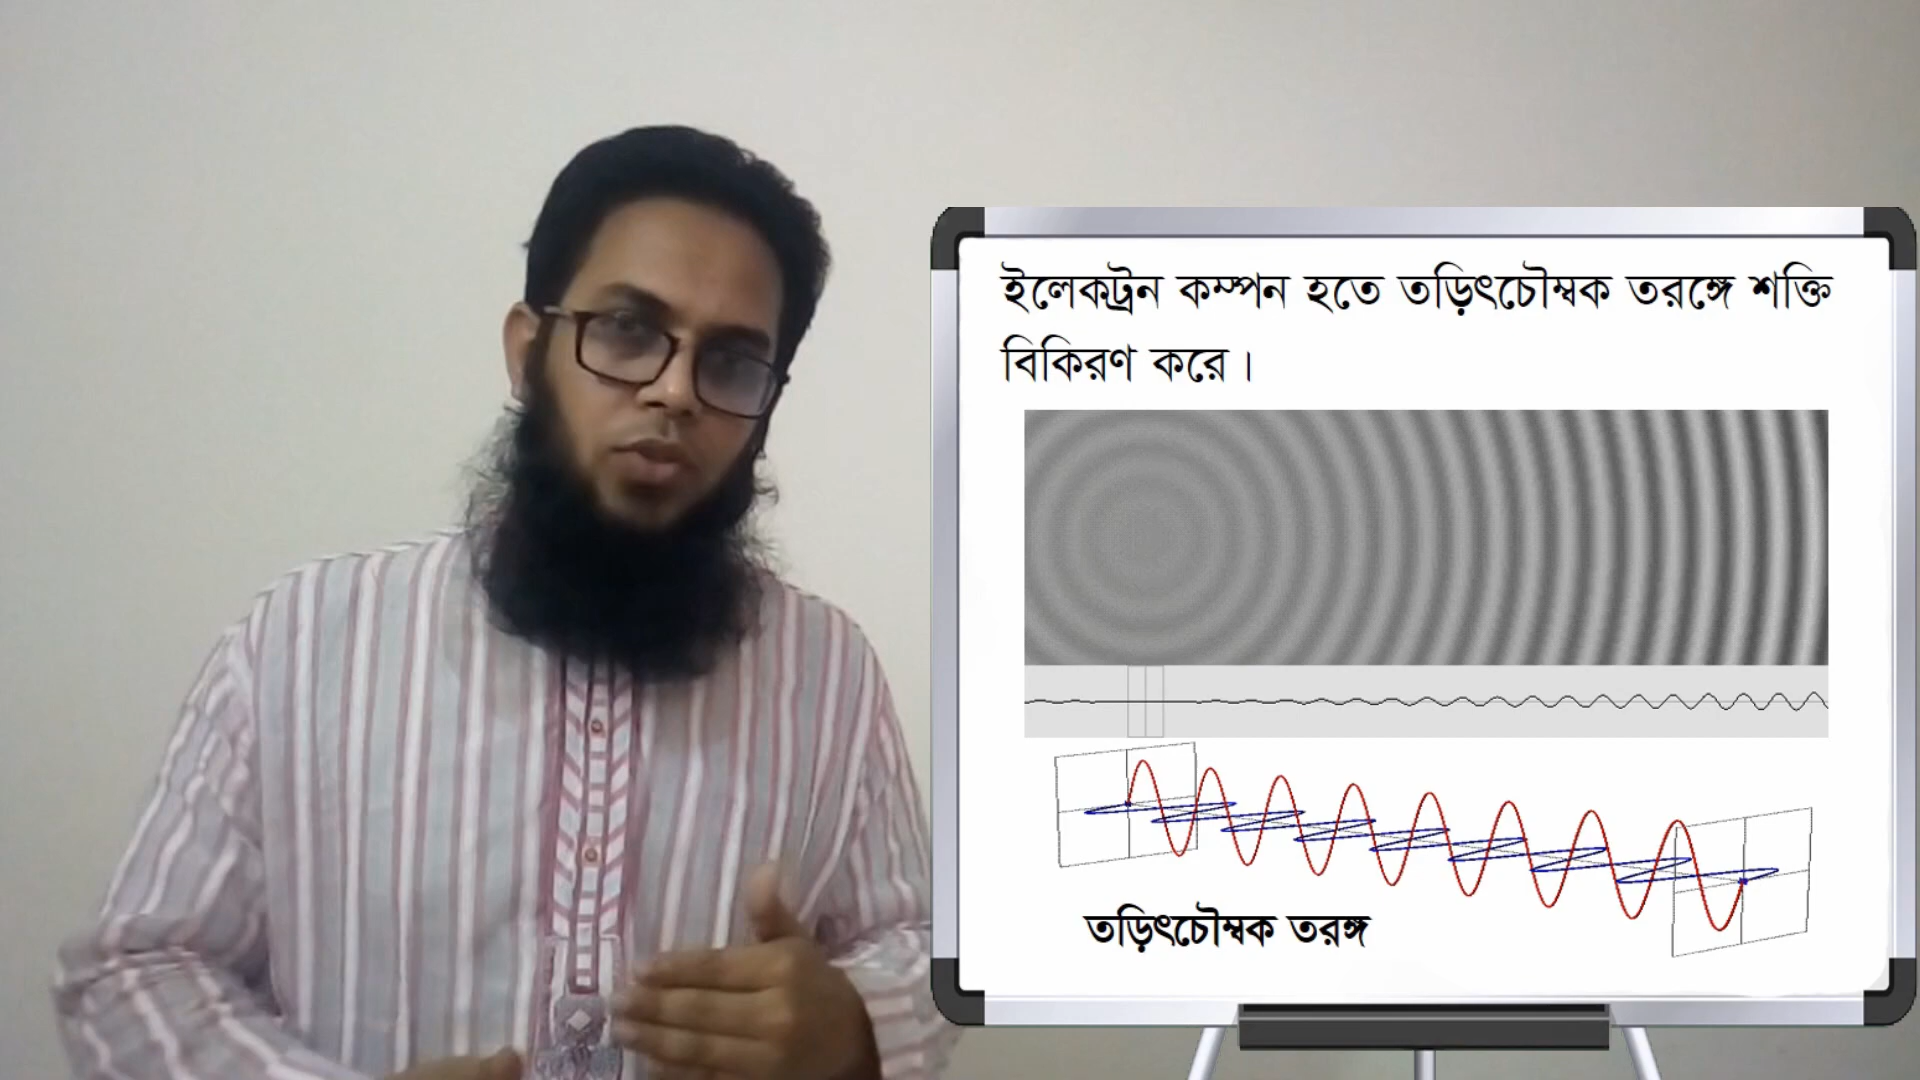 ইলেকট্রন কম্পন হতে তড়িৎচৌম্বক তরঙ্গে শক্তি
বিকিরণ করে।
তড়িৎচৌম্বক তরঙ্গ